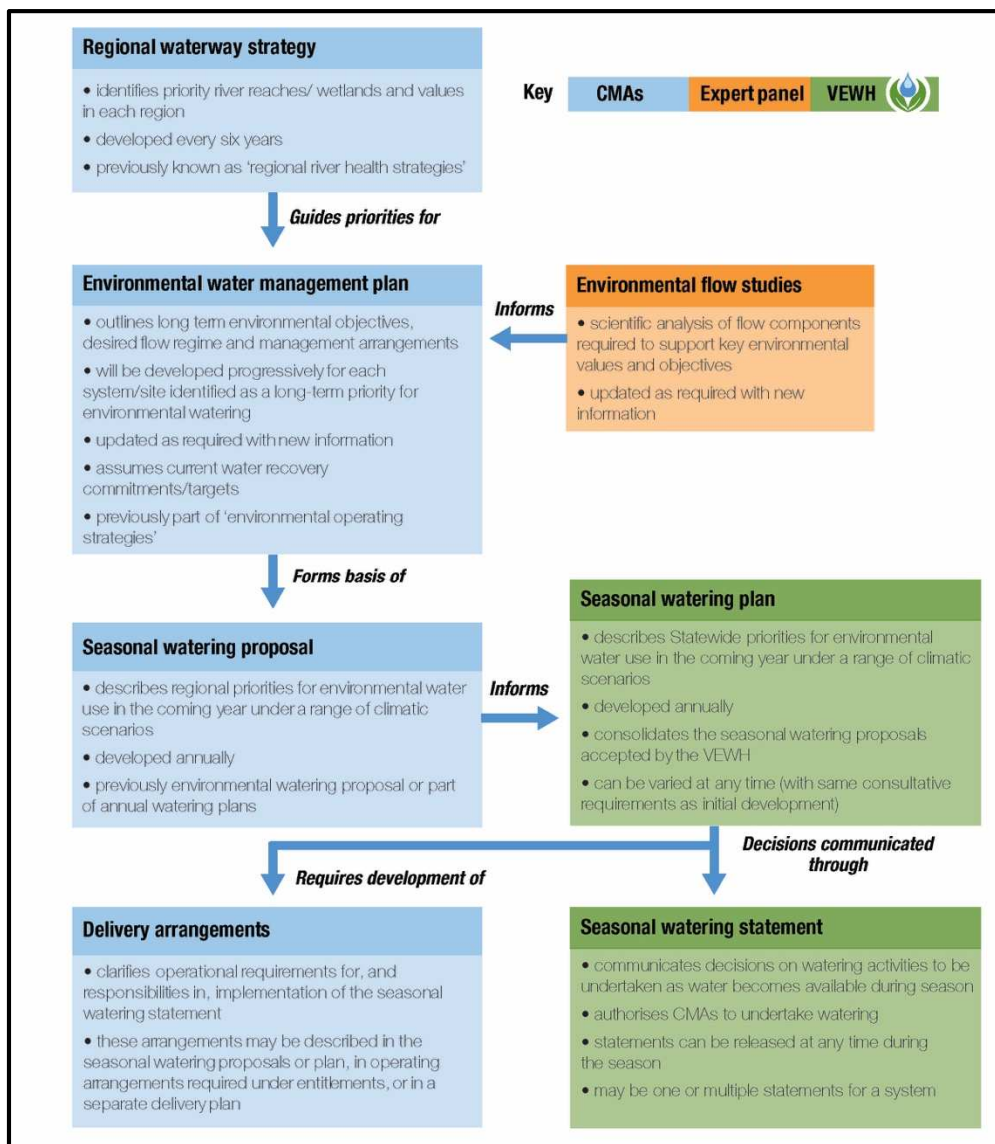 Regional waterway strategy
• identifies priority river reaches/ wetlands and values
in each region
• developed every six years
• previously known as ‘regional river health strategies’
Key
CMAs
Expert panel
VEWH
Guides priorities for
Environmental water management plan
• outlines long term environmental objectives,
desired flow regime and management arrangements
• will be developed progressively for each
system/site identified as a long-term priority for
environmental watering
• updated as required with new information
• assumes current water recovery
commitments/targets
• previously part of ‘environmental operating
strategies’
Informs
Environmental flow studies
• scientific analysis of flow components
required to support key environmental
values and objectives
• updated as required with new
information
Forms basis of
Seasonal watering proposal
• describes regional priorities for environmental water
use in the coming year under a range of climatic
scenarios
• developed annually
• previously environmental watering proposal or part
of annual watering plans
Informs
Seasonal watering plan
• describes Statewide priorities for environmental
water use in the coming year under a range of climatic
scenarios
• developed annually
• consolidates the seasonal watering proposals
accepted by the VEWH
• can be varied at any time (with same consultative
requirements as initial development)
Requires development of
Decisions communicated
through
Delivery arrangements
• clarifies operational requirements for, and
responsibilities in, implementation of the seasonal
watering statement
• these arrangements may be described in the
seasonal watering proposals or plan, in operating
arrangements required under entitlements, or in a
separate delivery plan
Seasonal watering statement
• communicates decisions on watering activities to be
undertaken as water becomes available during season
• authorises CMAs to undertake watering
• statements can be released at any time during
the season
• may be one or multiple statements for a system